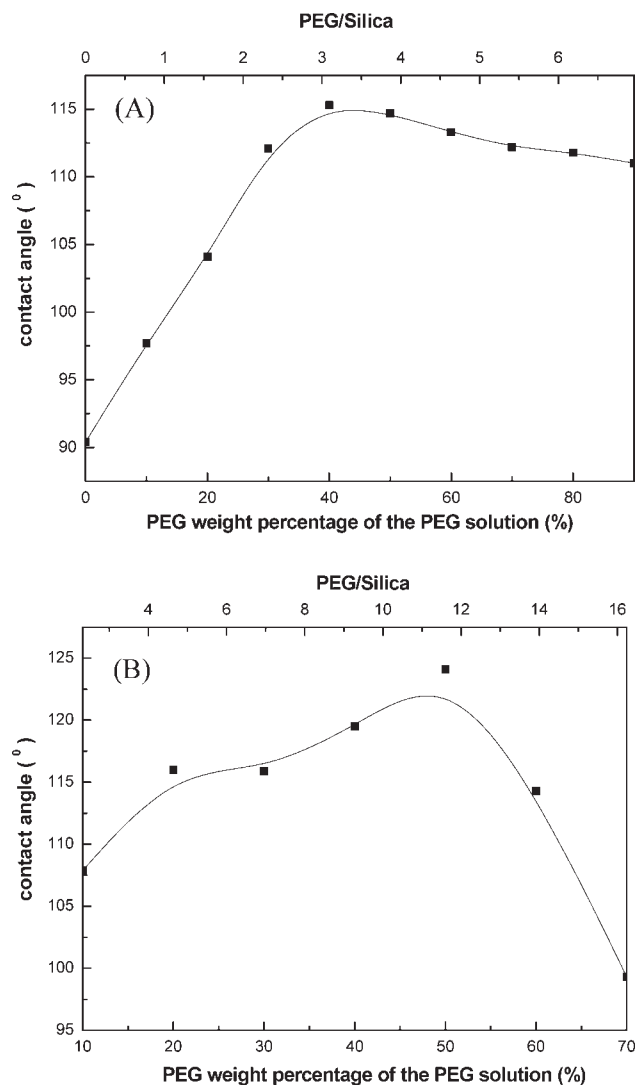 PEG/Silica
0 1 2 3 4 5 6
(A)
115
110
105
100
95
90
contact angle ( ⁰ )
0 20 40 60 80
PEG weight percentage of the PEG solution (%)
PEG/Silica
4 6 8 10 12 14 16
(B)
125
120
115
110
105
100
95
contact angle ( ⁰ )
10 20 30 40 50 60 70
PEG weight percentage of the PEG solution (%)